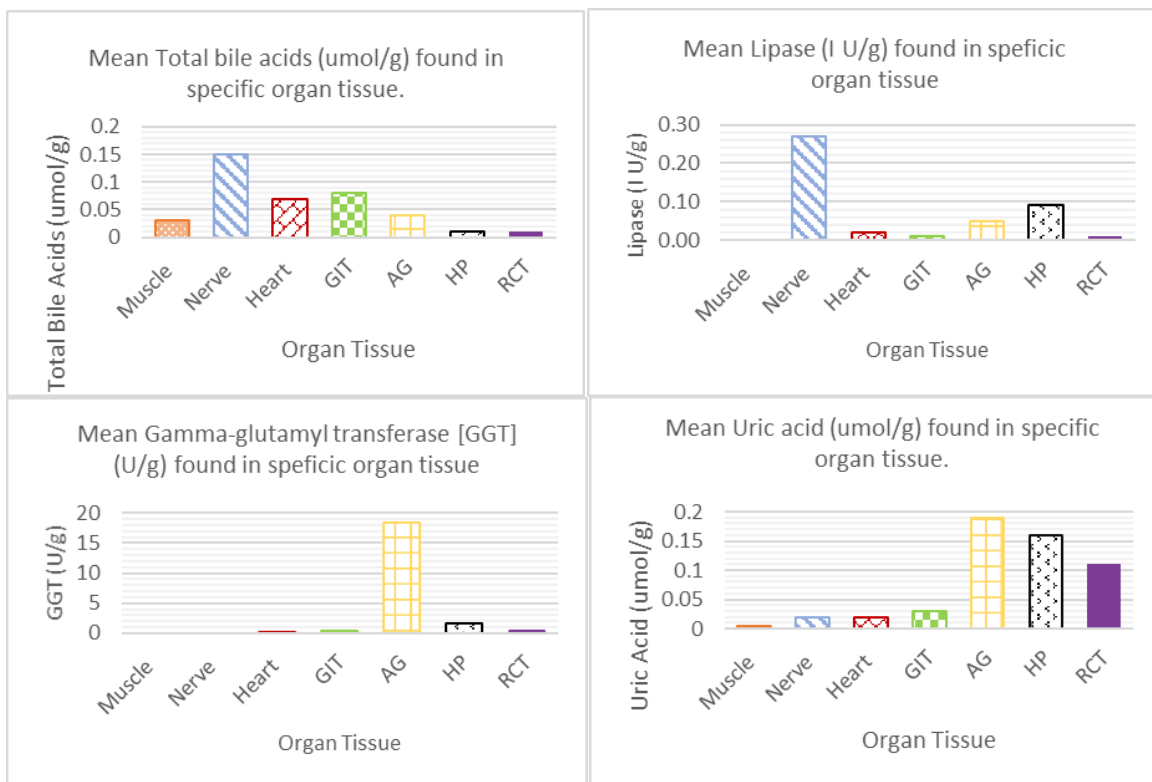 Mean Total bile acids (umol/g) found in
specific organ tissue.
Total Bile Acids (umol/g)
0.2
0.15
0.1
0.05
0
Muscle
Nerve
Heart
GIT
AG
HP
RCT
Organ Tissue
Mean Lipase (I U/g) found in speficic
organ tissue
Lipase (I U/g)
0.30
0.20
0.10
0.00
Muscle
Nerve
Heart
GIT
AG
HP
RCT
Organ Tissue
Mean Gamma-glutamyl transferase [GGT]
(U/g) found in speficic organ tissue
GGT (U/g)
20
15
10
5
0
Muscle
Nerve
Heart
GIT
AG
HP
RCT
Organ Tissue
Mean Uric acid (umol/g) found in specific
organ tissue.
Uric Acid (umol/g)
0.2
0.15
0.1
0.05
0
Muscle
Nerve
Heart
GIT
AG
HP
RCT
Organ Tissue